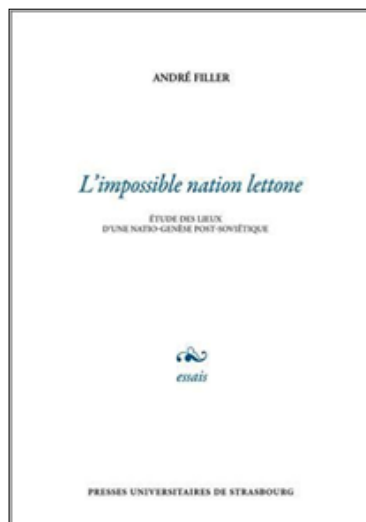 ANDRÉ FILLER
L'impossible nation lettone
ÉTUDE DES LIEUX
D'UNE NATIO-GENÈSE POST-SOVIÉTIQUE
essais
PRESSES UNIVERSITAIRES DE STRASBOURG